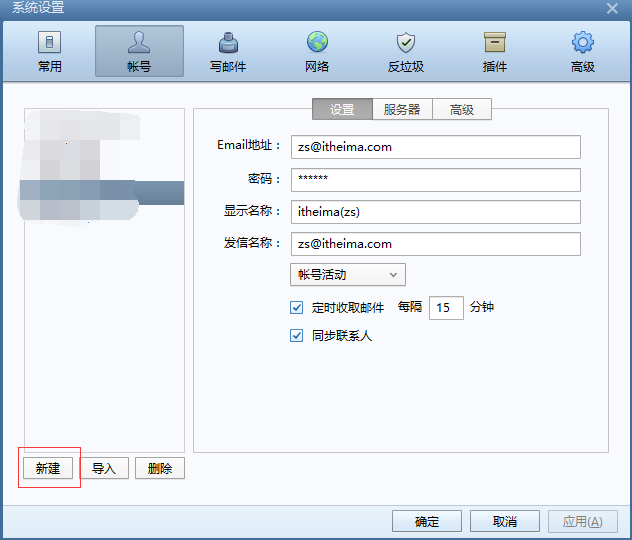 系统设置
常用 帐号 写邮件 网络 反垃圾 插件 高级
设置 服务器 高级
Email地址： zs@itheima.com
密码： ******
显示名称： itheima(zs)
发信名称： zs@itheima.com
帐号活动
定时收取邮件 每隔 15 分钟
同步联系人
新建 导入 删除
确定 取消 应用(A)